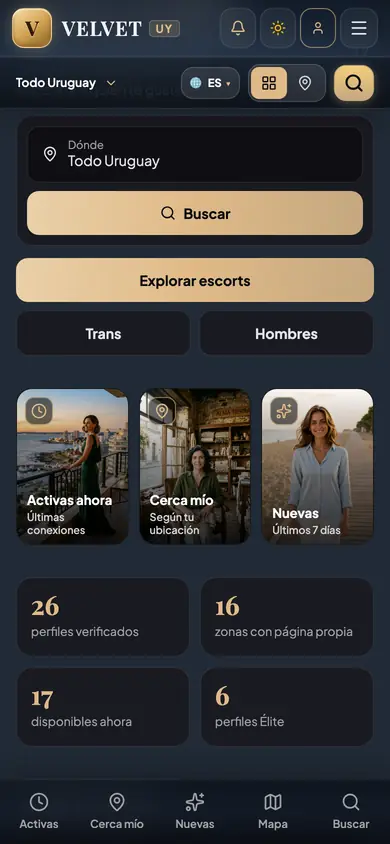 V VELVET UY
Todo Uruguay
ES
Dónde
Todo Uruguay
Buscar
Explorar escorts
Trans
Hombres
Activas ahora
Últimas
conexiones
Cerca mío
Según tu
ubicación
Nuevas
Últimos 7 días
26
perfiles verificados
16
zonas con página propia
17
disponibles ahora
6
perfiles Élite
Activas
Cerca mío
Nuevas
Mapa
Buscar